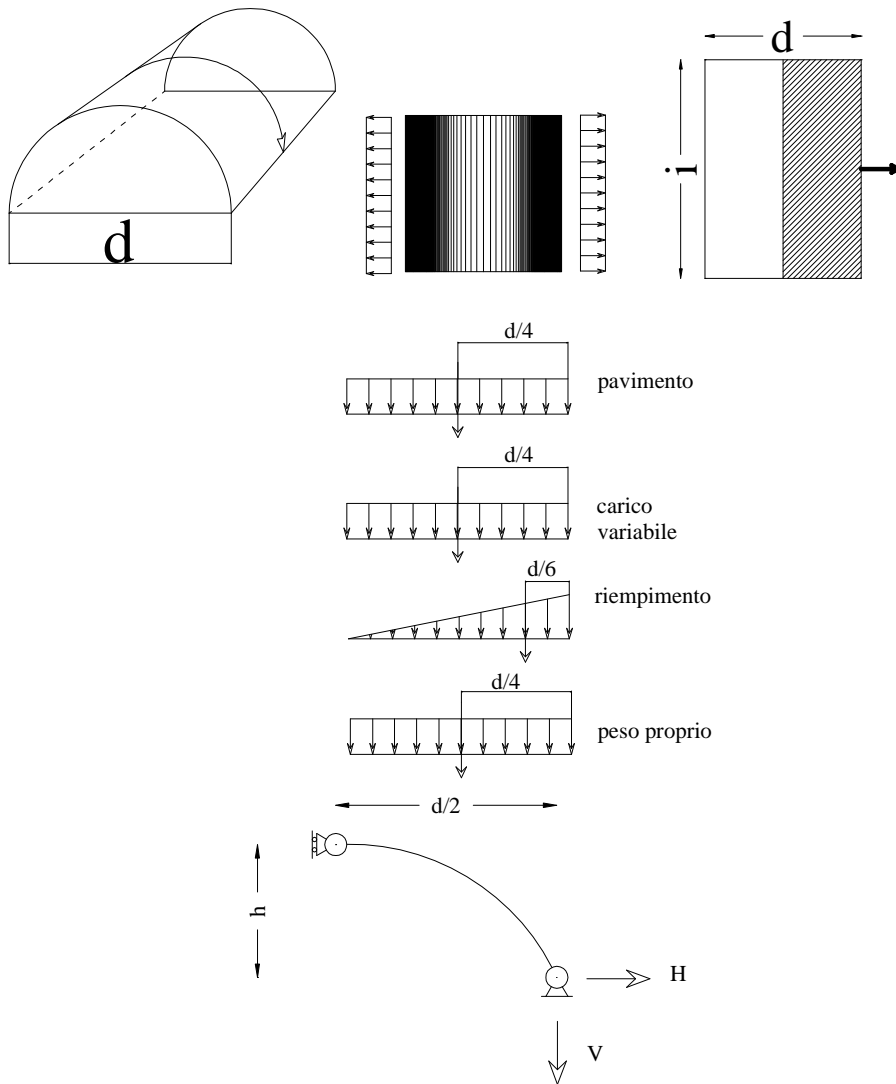 d
d
i
d/4
pavimento
d/4
carico
variabile
d/6
riempimento
d/4
peso proprio
d/2
h
H
V